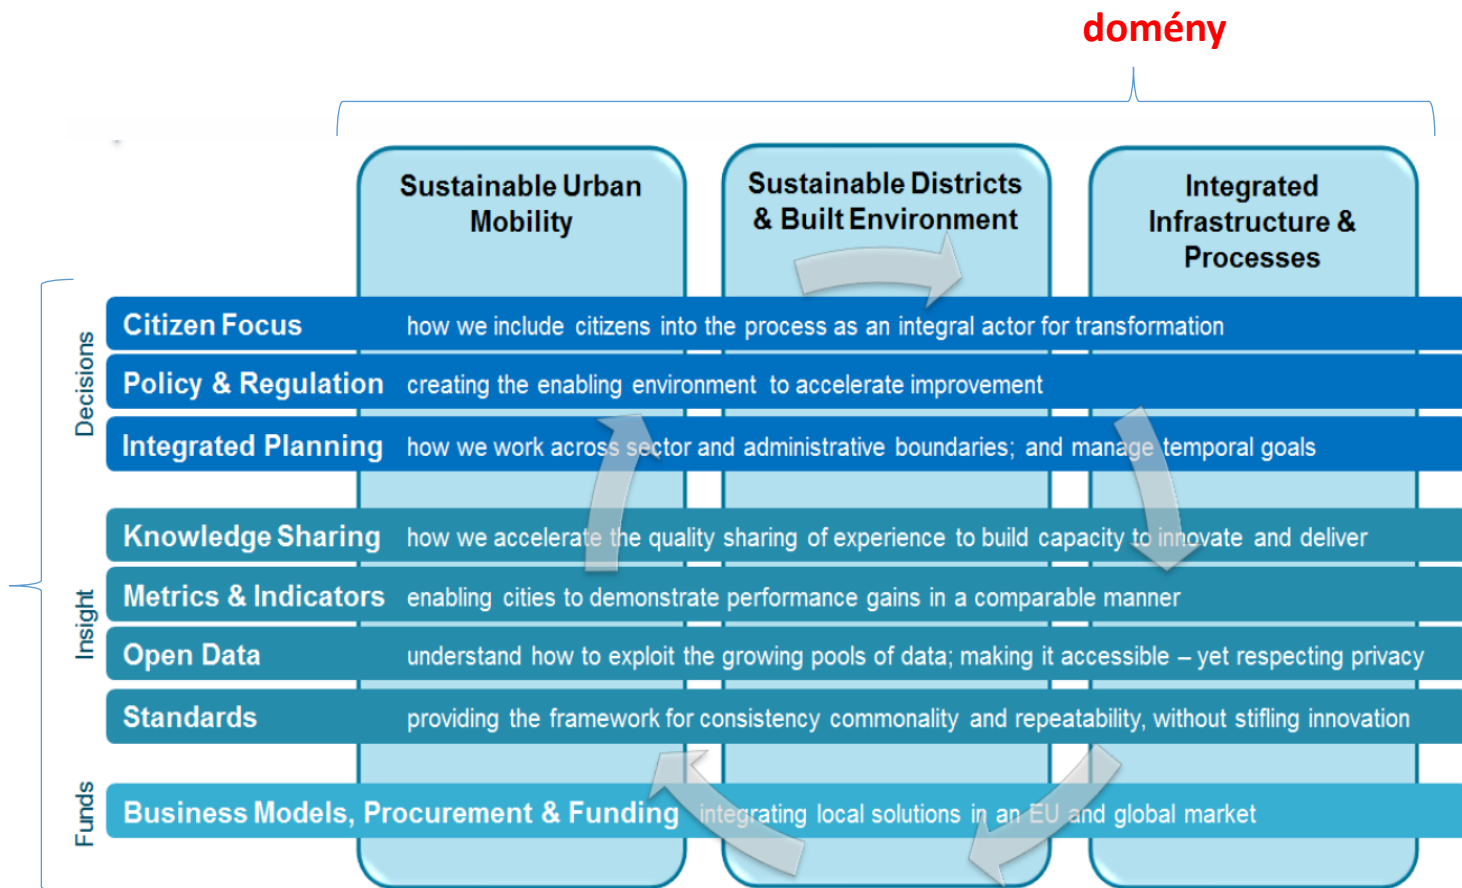 domény
Sustainable Urban
Mobility
Sustainable Districts
& Built Environment
Integrated
Infrastructure &
Processes
Decisions
Citizen Focus how we include citizens into the process as an integral actor for transformation
Policy & Regulation creating the enabling environment to accelerate improvement
Integrated Planning how we work across sector and administrative boundaries; and manage temporal goals
Insight
Knowledge Sharing how we accelerate the quality sharing of experience to build capacity to innovate and deliver
Metrics & Indicators enabling cities to demonstrate performance gains in a comparable manner
Open Data understand how to exploit the growing pools of data; making it accessible – yet respecting privacy
Standards providing the framework for consistency commonality and repeatability, without stifling innovation
Funds
Business Models, Procurement & Funding integrating local solutions in an EU and global market